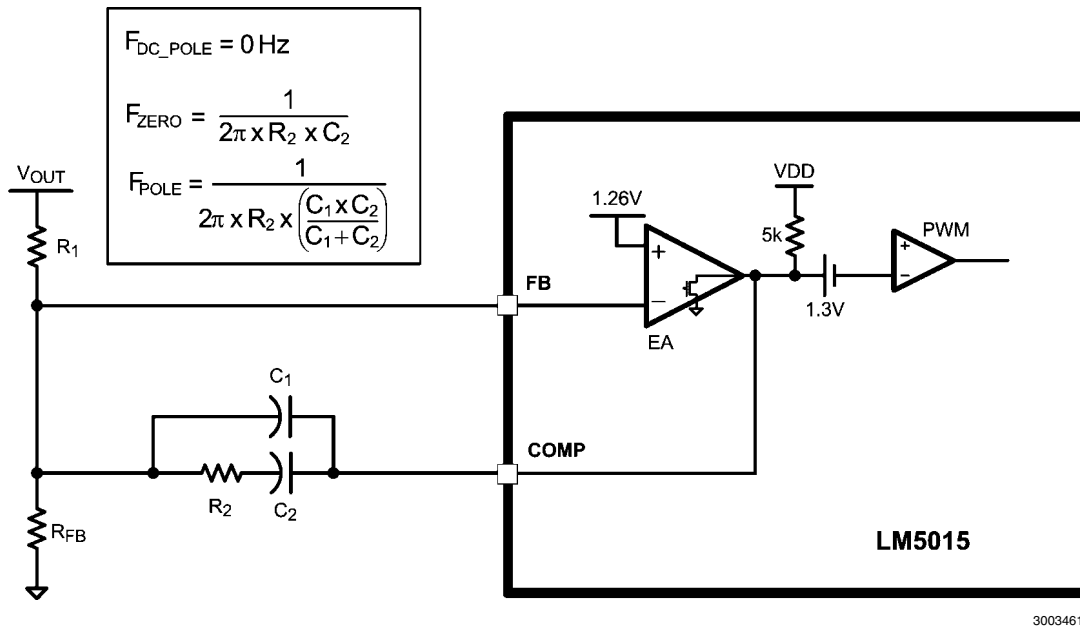 F_DC_POLE = 0 Hz
F_ZERO = 1 / (2π x R2 x C2)
F_POLE = 1 / (2π x R2 x (C1 x C2 / C1 + C2))
VOUT
R1
FB
1.26V
+
−
EA
VDD
5k
1.3V
PWM
+
−
C1
R2
C2
COMP
RFB
LM5015
3003461